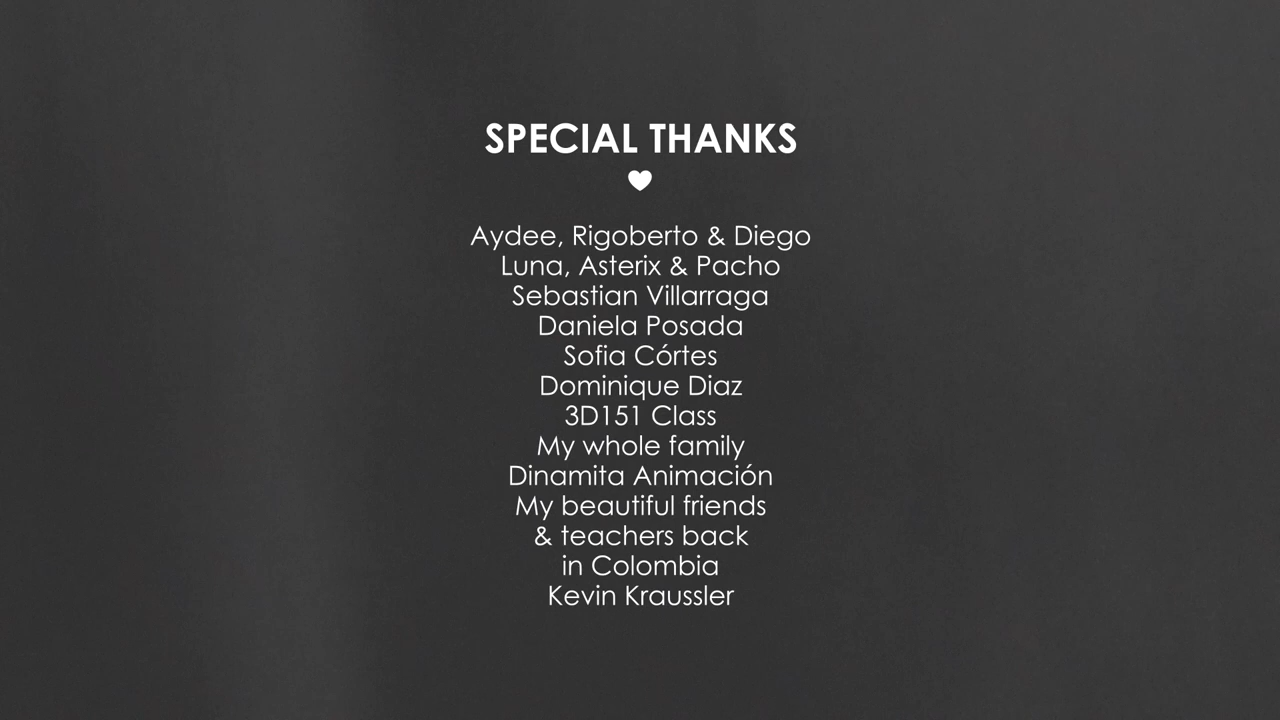 SPECIAL THANKS
Aydee, Rigoberto & Diego
Luna, Asterix & Pacho
Sebastian Villarraga
Daniela Posada
Sofia Córtes
Dominique Diaz
3D151 Class
My whole family
Dinamita Animación
My beautiful friends
& teachers back
in Colombia
Kevin Kraussler